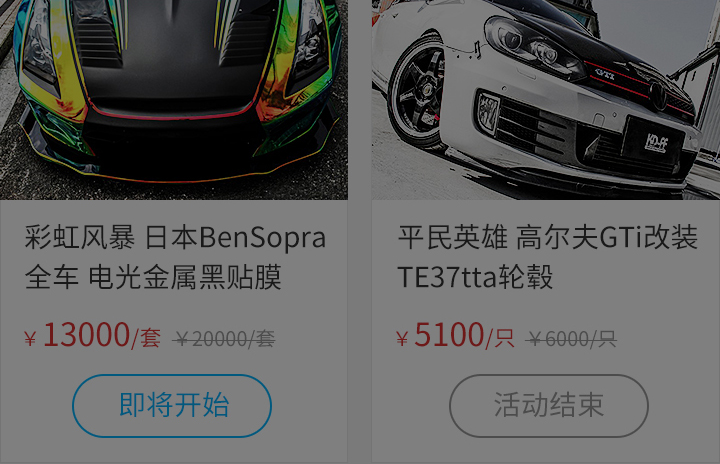 GTI
彩虹风暴 日本BenSopra
全车 电光金属黑贴膜
¥ 13000/套 ¥20000/套
即将开始
平民英雄 高尔夫GTi改装
TE37tta轮毂
¥ 5100/只 ¥6000/只
活动结束